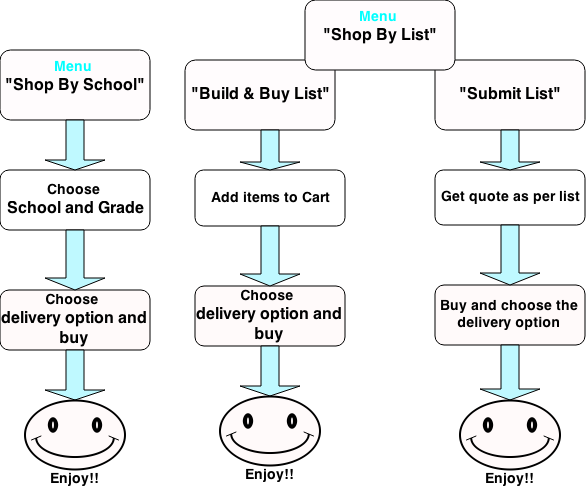 Menu
"Shop By School"
Choose
School and Grade
Choose
delivery option and
buy
Enjoy!!
Menu
"Shop By List"
"Build & Buy List"
Add items to Cart
Choose
delivery option and
buy
Enjoy!!
"Submit List"
Get quote as per list
Buy and choose the
delivery option
Enjoy!!